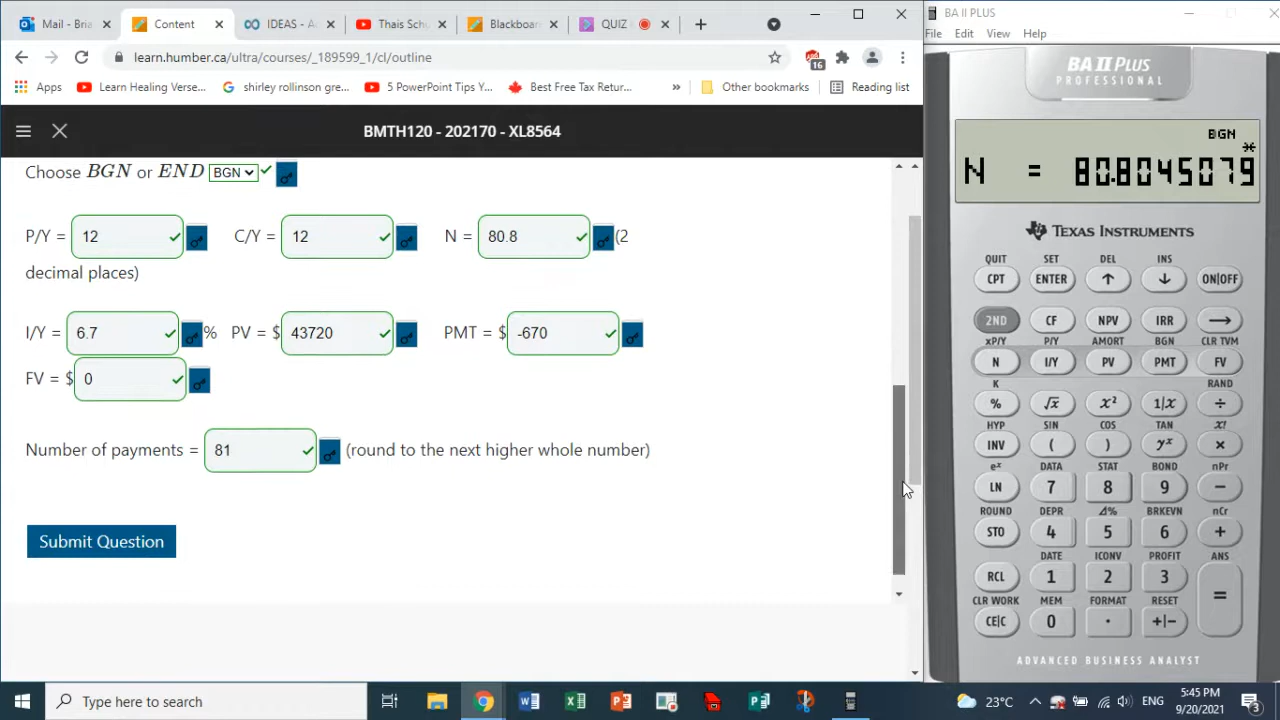 Mail - Bria
Content
IDEAS - A
Thais Schu
Blackboar
QUIZ M
BA II PLUS
learn.humber.ca/ultra/courses/_189599_1/cl/outline
16
File Edit View Help
Apps
Learn Healing Verse...
shirley rollinson gre...
5 PowerPoint Tips Y...
Best Free Tax Retur...
»
Other bookmarks
Reading list
BMTH120 - 202170 - XL8564
Choose BGN or END BGN
P/Y = 12 C/Y = 12 N = 80.8 (2
decimal places)
I/Y = 6.7 % PV = $ 43720 PMT = $ -670
FV = $ 0
Number of payments = 81 (round to the next higher whole number)
Submit Question
BA II PLUS
PROFESSIONAL
BGN
N = 80.8045079
TEXAS INSTRUMENTS
QUIT SET DEL INS
CPT ENTER ↑ ↓ ON|OFF
2ND CF NPV IRR →
xP/Y P/Y AMORT BGN CLR TVM
N I/Y PV PMT FV
K RAND
% √x x² 1/x ÷
HYP SIN COS TAN x!
INV ( ) yˣ ×
eˣ DATA STAT BOND nPr
LN 7 8 9 −
ROUND DEPR Δ% BRKEVN nCr
STO 4 5 6 +
DATE ICONV PROFIT ANS
RCL 1 2 3 =
CLR WORK MEM FORMAT RESET
CE|C 0 . +|−
ADVANCED BUSINESS ANALYST
Type here to search
23°C
ENG
5:45 PM
9/20/2021
3